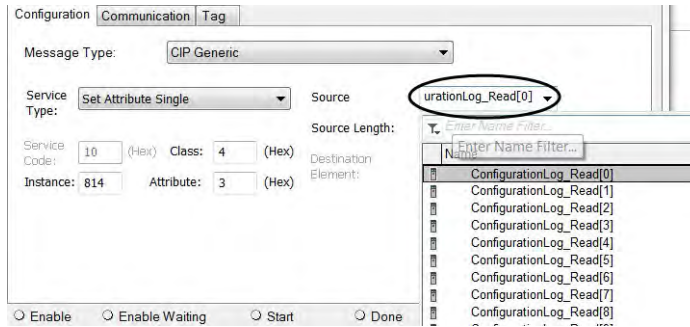 Configuration Communication Tag
Message Type: CIP Generic
Service Type: Set Attribute Single Source urationLog_Read[0]
Source Length:
Enter Name Filter...
Enter Name Filter...
Service Code: 10 (Hex) Class: 4 (Hex) Destination Element:
Instance: 814 Attribute: 3 (Hex)
ConfigurationLog_Read[0]
ConfigurationLog_Read[1]
ConfigurationLog_Read[2]
ConfigurationLog_Read[3]
ConfigurationLog_Read[4]
ConfigurationLog_Read[5]
ConfigurationLog_Read[6]
ConfigurationLog_Read[7]
ConfigurationLog_Read[8]
Enable Enable Waiting Start Done